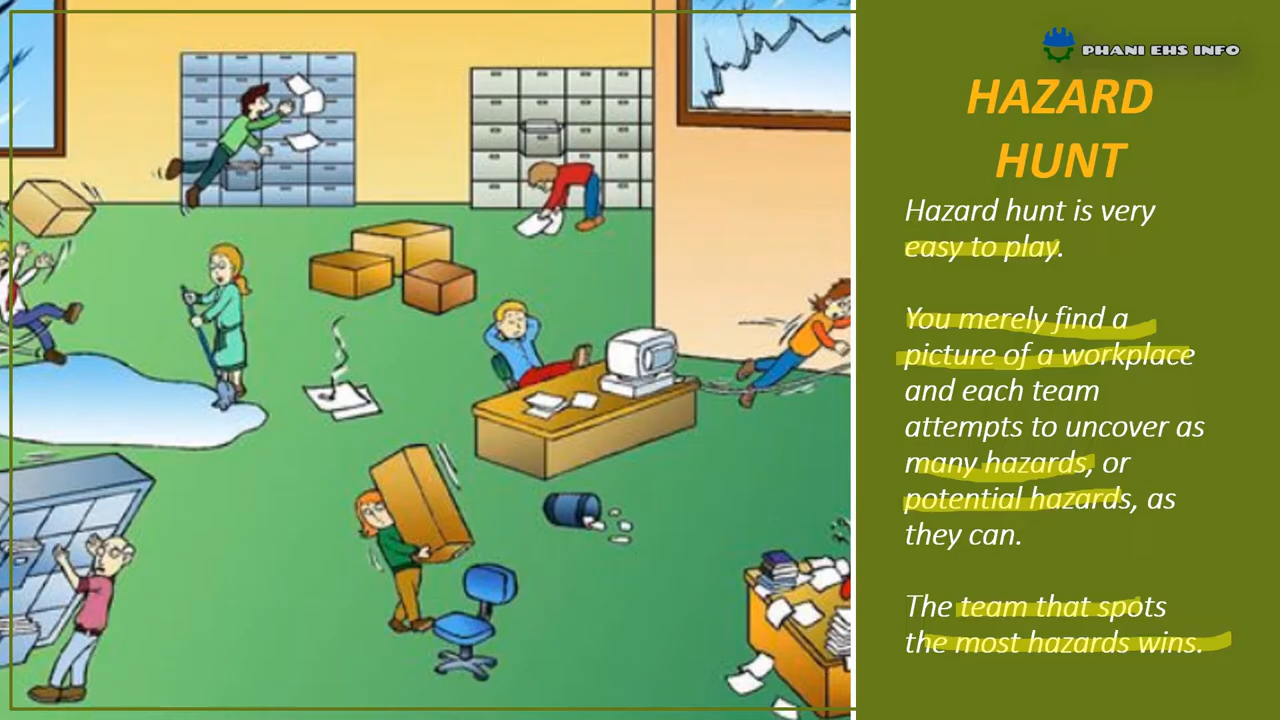 PHANI EHS INFO
HAZARD
HUNT
Hazard hunt is very
easy to play.
You merely find a
picture of a workplace
and each team
attempts to uncover as
many hazards, or
potential hazards, as
they can.
The team that spots
the most hazards wins.